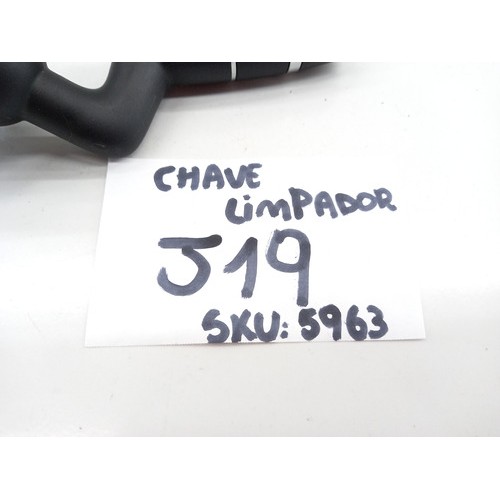 CHAVE
LimPADOR
J19
SKU: 5963